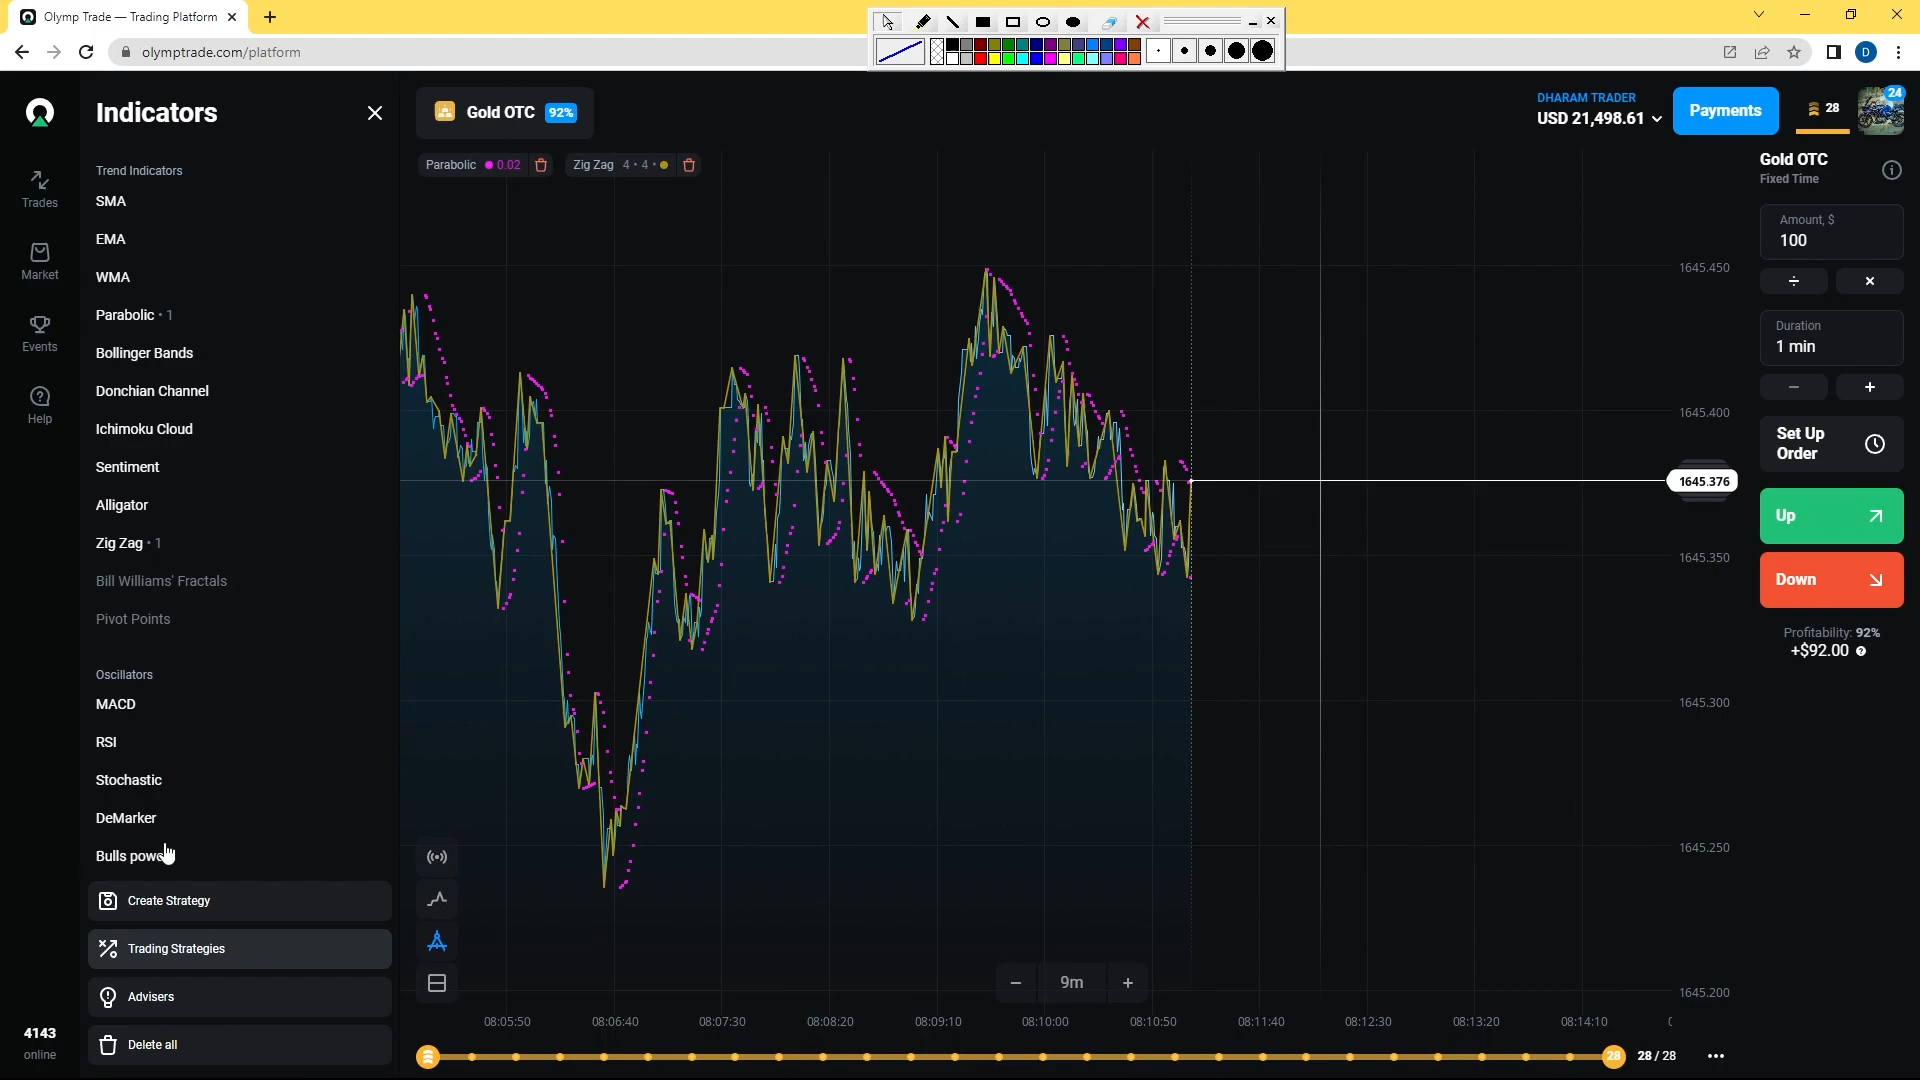 Olymp Trade — Trading Platform
olymptrade.com/platform
D
Indicators
Gold OTC 92%
DHARAM TRADER
USD 21,498.61
Payments
28
24
Parabolic 0.02
Zig Zag 4 • 4 •
Trades
Market
Events
Help
4143
online
Trend Indicators
SMA
EMA
WMA
Parabolic • 1
Bollinger Bands
Donchian Channel
Ichimoku Cloud
Sentiment
Alligator
Zig Zag • 1
Bill Williams' Fractals
Pivot Points
Oscillators
MACD
RSI
Stochastic
DeMarker
Bulls
Create Strategy
Trading Strategies
Advisers
Delete all
1645.450
1645.400
1645.376
1645.350
1645.300
1645.250
1645.200
− 9m +
08:05:50 08:06:40 08:07:30 08:08:20 08:09:10 08:10:00 08:10:50 08:11:40 08:12:30 08:13:20 08:14:10
28 28 / 28
Gold OTC
Fixed Time
Amount, $
100
÷ ×
Duration
1 min
− +
Set Up
Order
Up
Down
Profitability: 92%
+$92.00